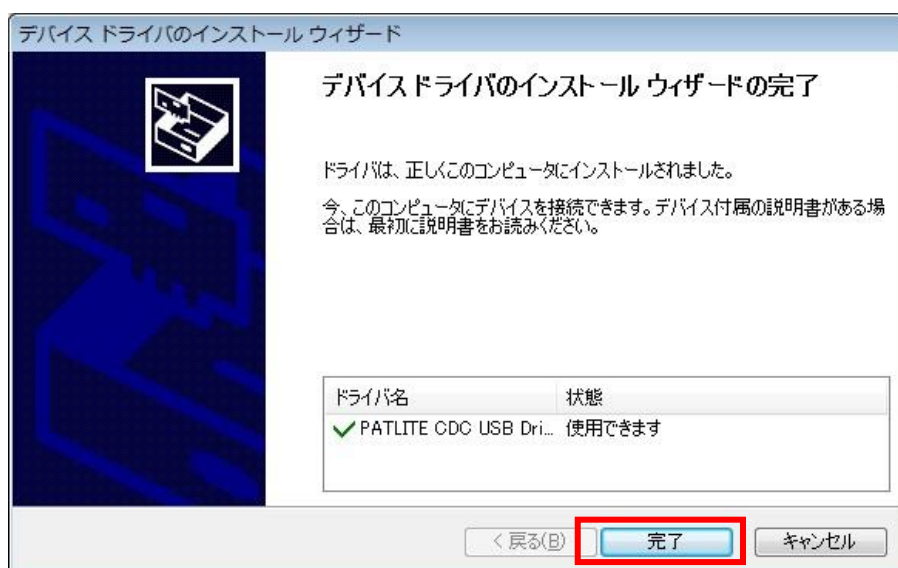 デバイス ドライバのインストール ウィザード
デバイス ドライバのインストール ウィザードの完了
ドライバは、正しくこのコンピュータにインストールされました。
今、このコンピュータにデバイスを接続できます。デバイス付属の説明書がある場
合は、最初に説明書をお読みください。
ドライバ名 状態
PATLITE CDC USB Dri... 使用できます
< 戻る(B) 完了 キャンセル